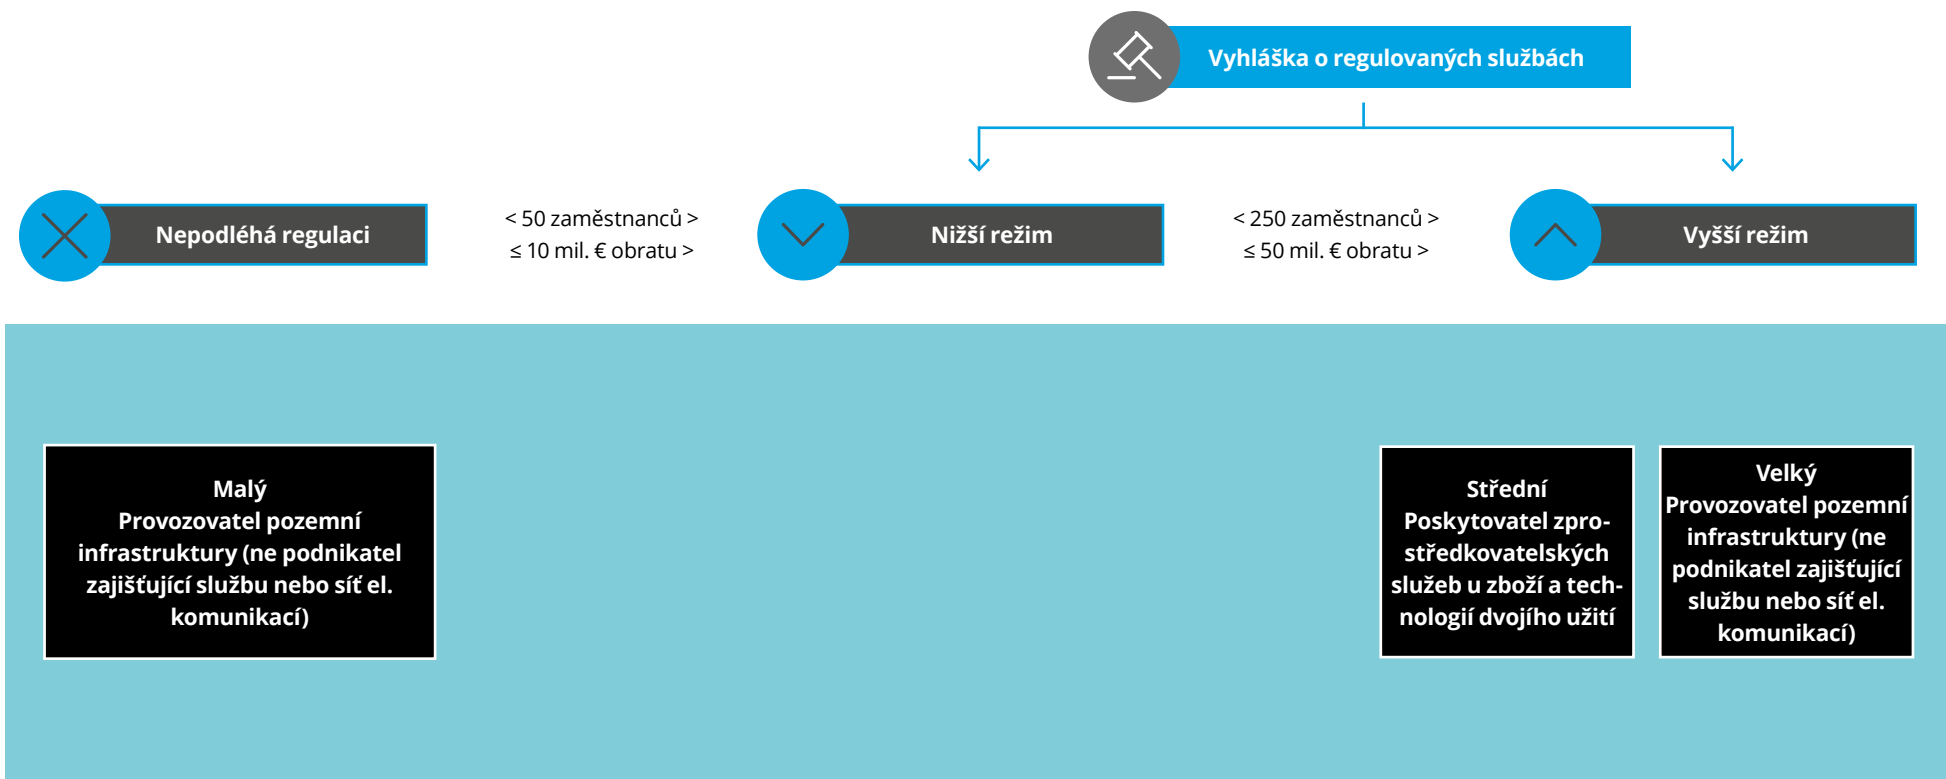 Vyhláška o regulovaných službách
Nepodléhá regulaci
< 50 zaměstnanců >
≤ 10 mil. € obratu >
Nižší režim
< 250 zaměstnanců >
≤ 50 mil. € obratu >
Vyšší režim
Malý
Provozovatel pozemní
infrastruktury (ne podnikatel
zajišťující službu nebo síť el.
komunikací)
Střední
Poskytovatel zpro-
středkovatelských
služeb u zboží a tech-
nologií dvojího užití
Velký
Provozovatel pozemní
infrastruktury (ne
podnikatel zajišťující
službu nebo síť el.
komunikací)